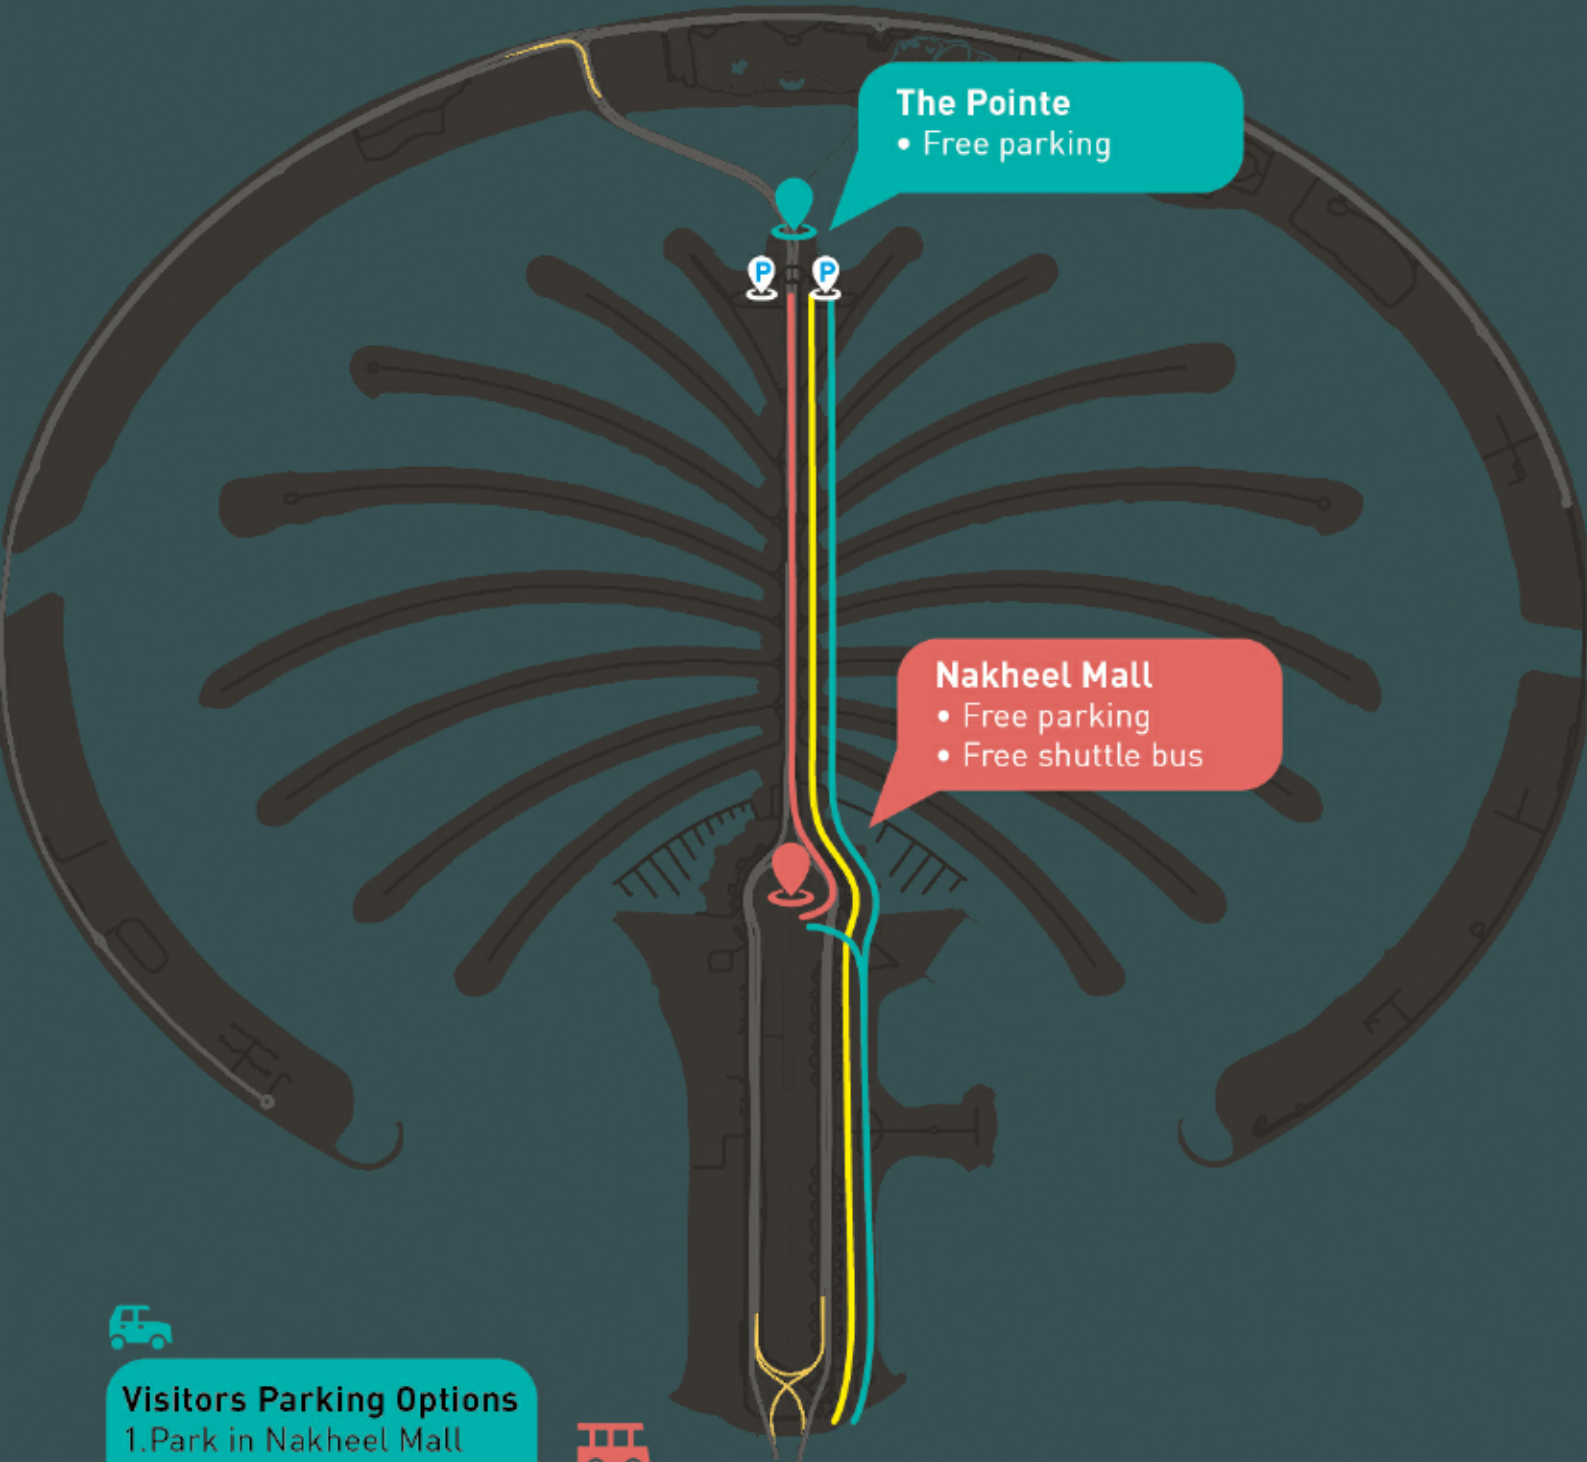 The Pointe
• Free parking
P
P
Nakheel Mall
• Free parking
• Free shuttle bus
Visitors Parking Options
1.Park in Nakheel Mall